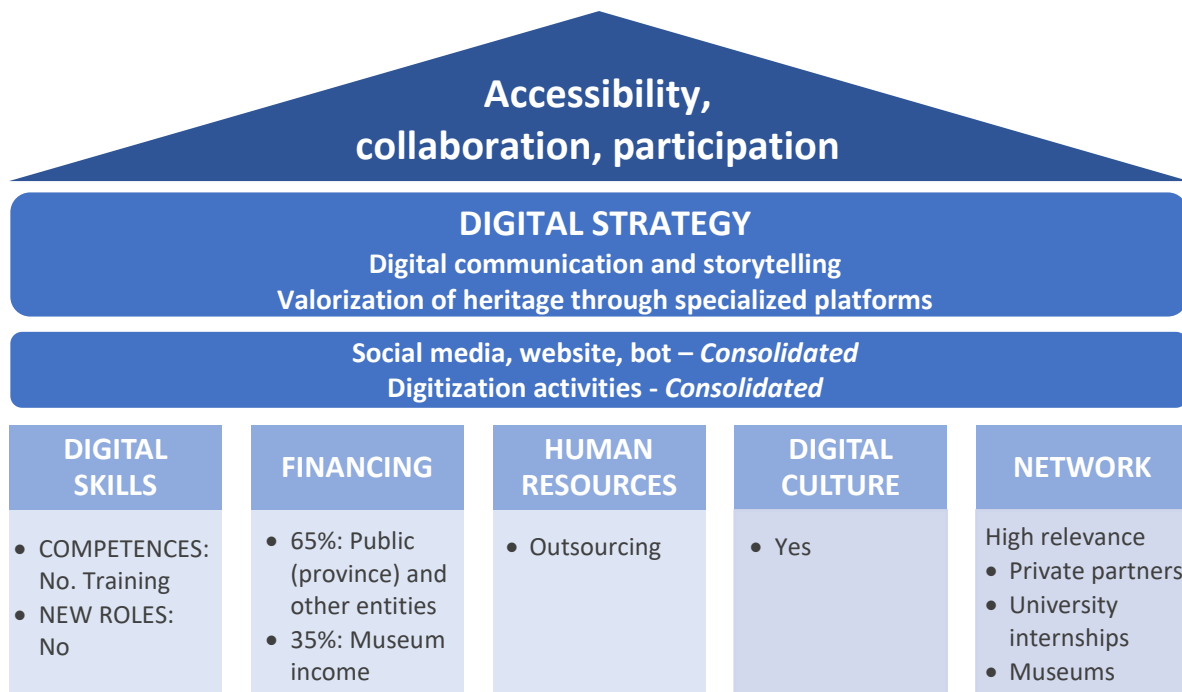 Accessibility,
collaboration, participation
DIGITAL STRATEGY
Digital communication and storytelling
Valorization of heritage through specialized platforms
Social media, website, bot – Consolidated
Digitization activities - Consolidated
DIGITAL
SKILLS
• COMPETENCES:
No. Training
• NEW ROLES:
No
FINANCING
• 65%: Public
(province) and
other entities
• 35%: Museum
income
HUMAN
RESOURCES
• Outsourcing
DIGITAL
CULTURE
• Yes
NETWORK
High relevance
• Private partners
• University
internships
• Museums